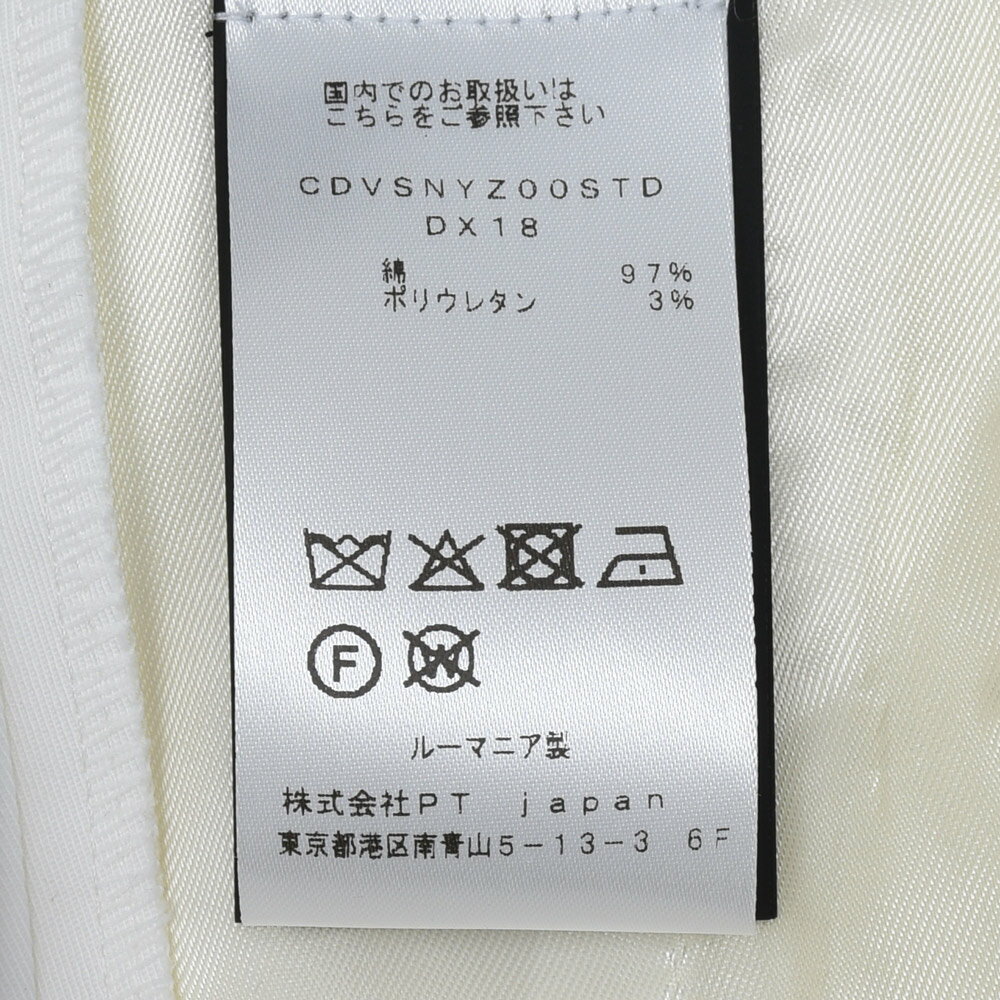 国内でのお取扱いは
こちらをご参照下さい
CDVSNYZ00STD
DX18
綿 97%
ポリウレタン 3%
F W
ルーマニア製
株式会社PT japan
東京都港区南青山5-13-3 6F